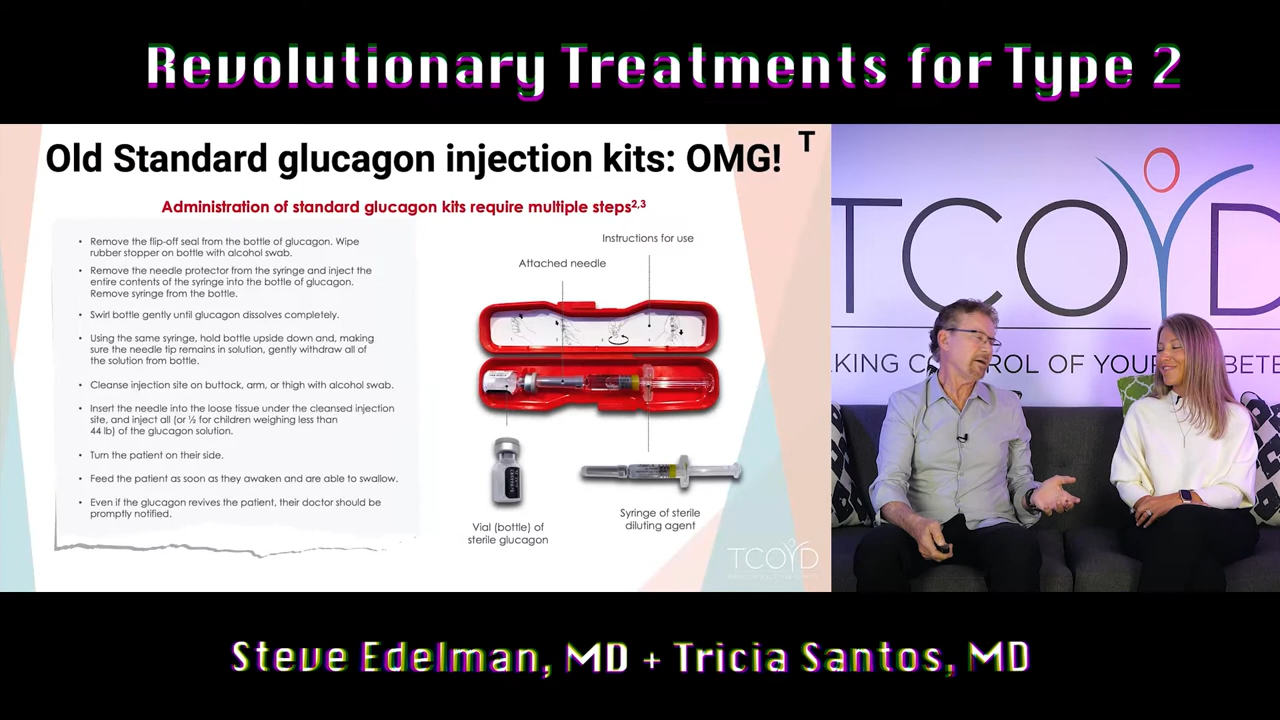 Revolutionary Treatments for Type 2
Old Standard glucagon injection kits: OMG!
T
Administration of standard glucagon kits require multiple steps2,3
• Remove the flip-off seal from the bottle of glucagon. Wipe
rubber stopper on bottle with alcohol swab.
• Remove the needle protector from the syringe and inject the
entire contents of the syringe into the bottle of glucagon.
Remove syringe from the bottle.
• Swirl bottle gently until glucagon dissolves completely.
• Using the same syringe, hold bottle upside down and, making
sure the needle tip remains in solution, gently withdraw all of
the solution from bottle.
• Cleanse injection site on buttock, arm, or thigh with alcohol swab.
• Insert the needle into the loose tissue under the cleansed injection
site, and inject all (or ½ for children weighing less than
44 lb) of the glucagon solution.
• Turn the patient on their side.
• Feed the patient as soon as they awaken and are able to swallow.
• Even if the glucagon revives the patient, their doctor should be
promptly notified.
Instructions for use
Attached needle
Vial (bottle) of
sterile glucagon
Syringe of sterile
diluting agent
TCOYD
TCOYD
KING CONTROL OF YOUR DIABETE
Steve Edelman, MD + Tricia Santos, MD